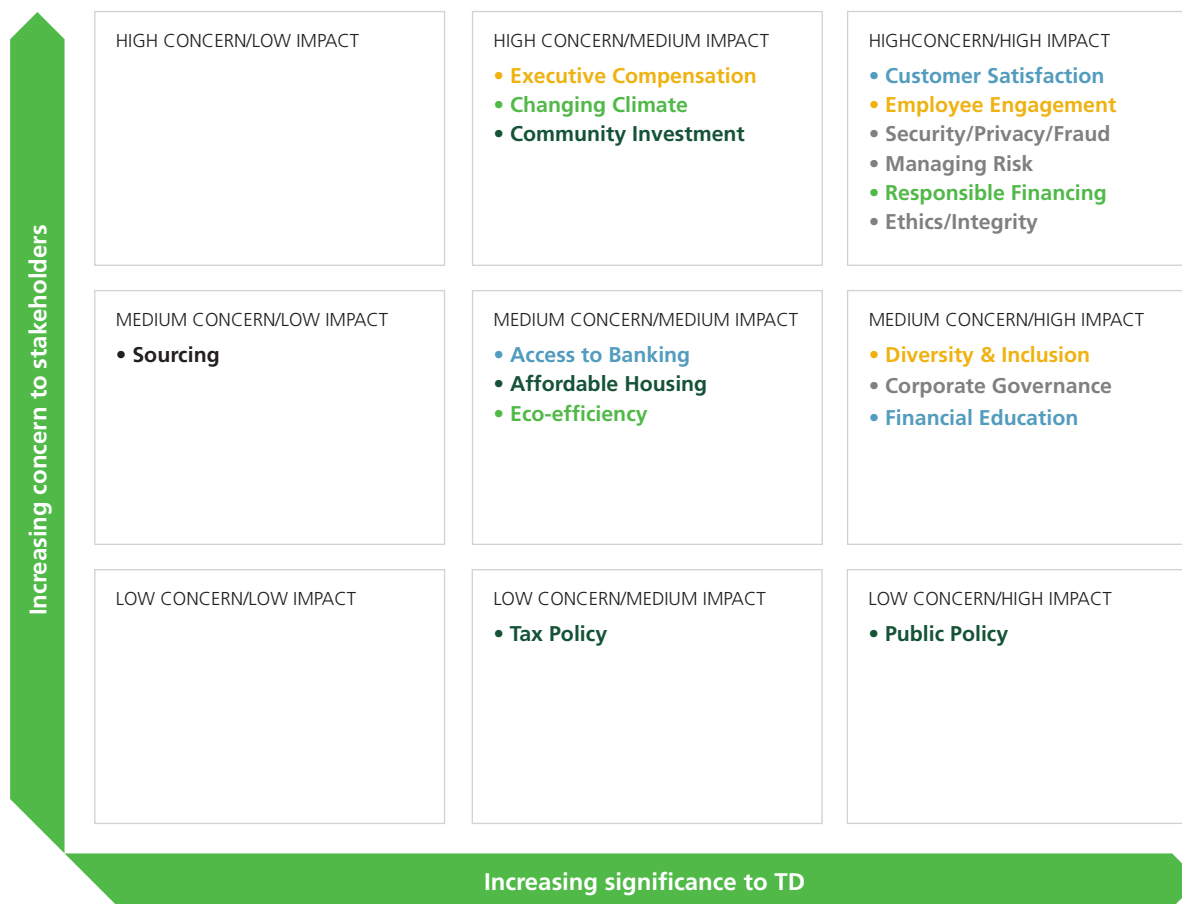 Increasing concern to stakeholders
HIGH CONCERN/LOW IMPACT
HIGH CONCERN/MEDIUM IMPACT
• Executive Compensation
• Changing Climate
• Community Investment
HIGHCONCERN/HIGH IMPACT
• Customer Satisfaction
• Employee Engagement
• Security/Privacy/Fraud
• Managing Risk
• Responsible Financing
• Ethics/Integrity
MEDIUM CONCERN/LOW IMPACT
• Sourcing
MEDIUM CONCERN/MEDIUM IMPACT
• Access to Banking
• Affordable Housing
• Eco-efficiency
MEDIUM CONCERN/HIGH IMPACT
• Diversity & Inclusion
• Corporate Governance
• Financial Education
LOW CONCERN/LOW IMPACT
LOW CONCERN/MEDIUM IMPACT
• Tax Policy
LOW CONCERN/HIGH IMPACT
• Public Policy
Increasing significance to TD